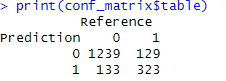 > print(conf_matrix$table)
          Reference
Prediction    0    1
         0 1239  129
         1  133  323